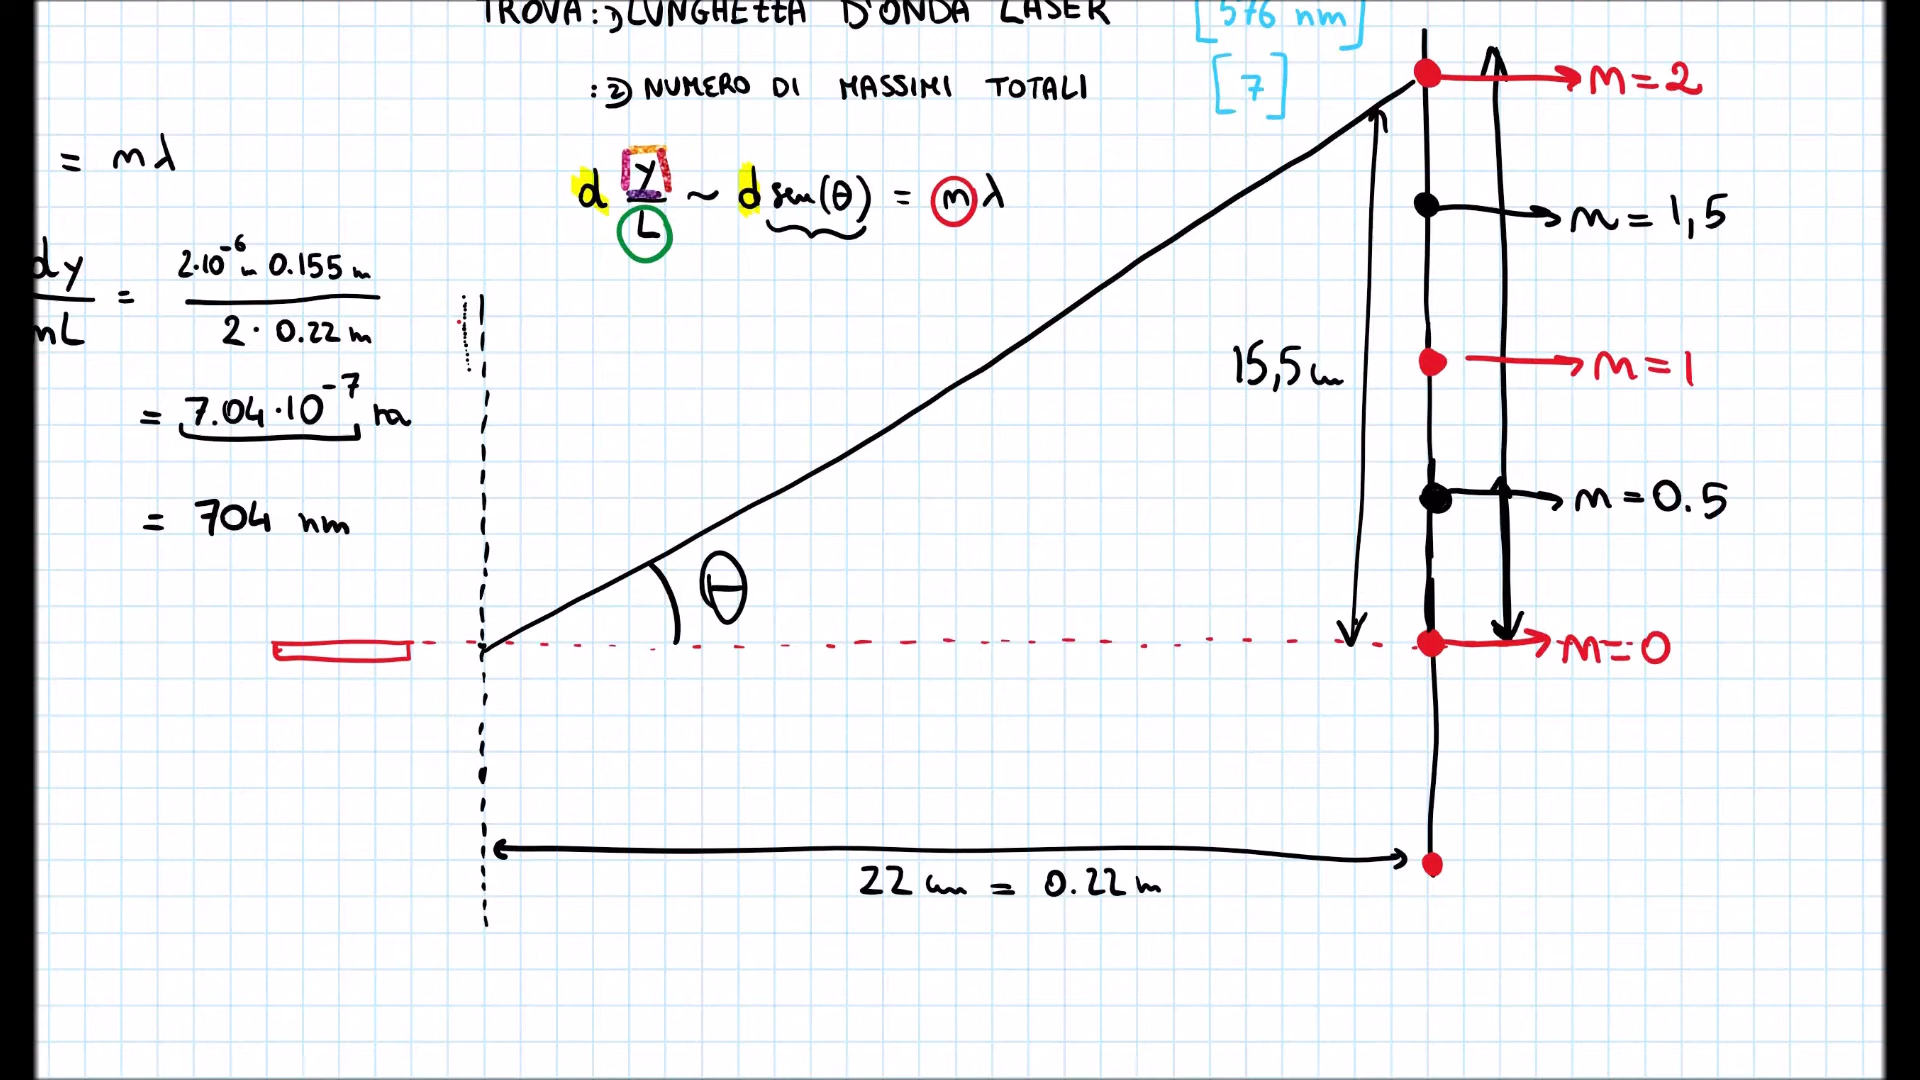 TROVA: 1) LUNGHEZZA D'ONDA LASER [576 nm]
: 2) NUMERO DI MASSIMI TOTALI [7]
= mλ
d y/L ~ d sen(θ) = mλ
dy/mL = 2·10⁻⁶ m 0.155 m / 2 · 0.22 m
= 7.04·10⁻⁷ m
= 704 nm
m=2
m=1,5
15,5 cm
m=1
m=0.5
θ
m=0
22 cm = 0.22 m